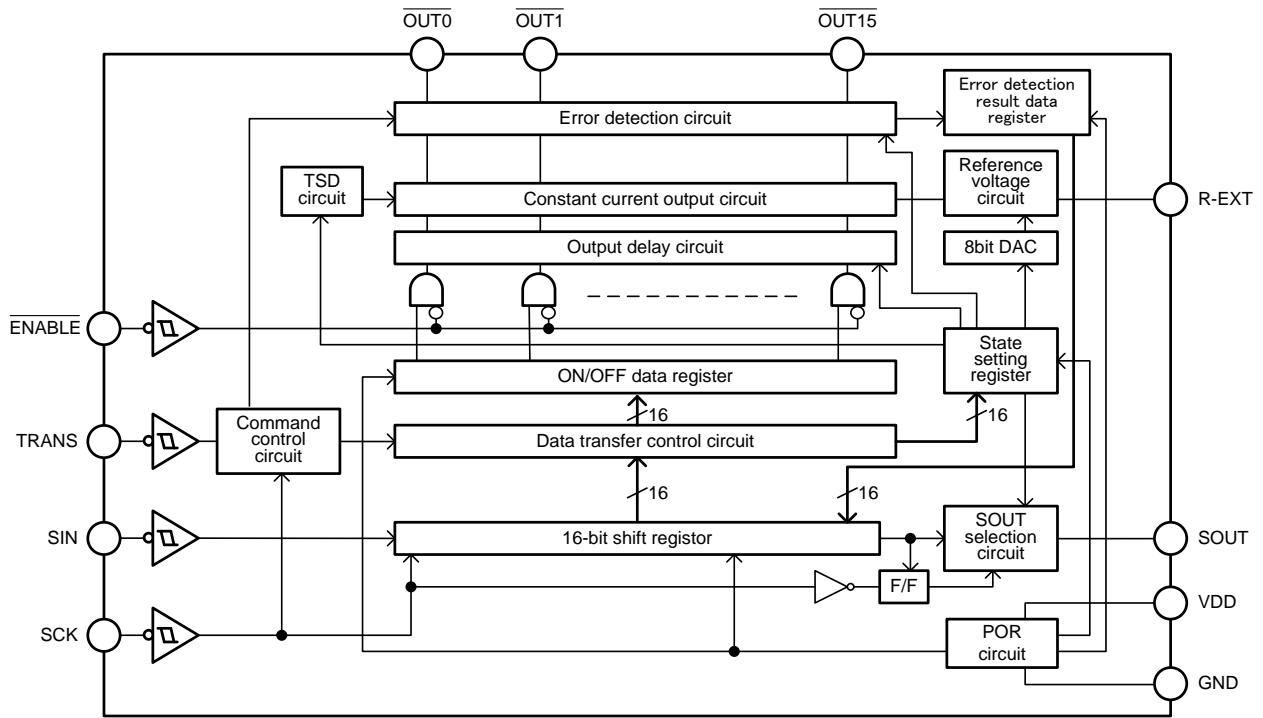 OUT0 OUT1 OUT15
Error detection
result data
register
Error detection circuit
TSD
circuit
Constant current output circuit
Reference
voltage
circuit
R-EXT
Output delay circuit
8bit DAC
ENABLE
State
setting
register
ON/OFF data register
16
16
TRANS
Command
control
circuit
Data transfer control circuit
16
16
SIN
16-bit shift registor
SOUT
selection
circuit
SOUT
F/F
VDD
SCK
POR
circuit
GND